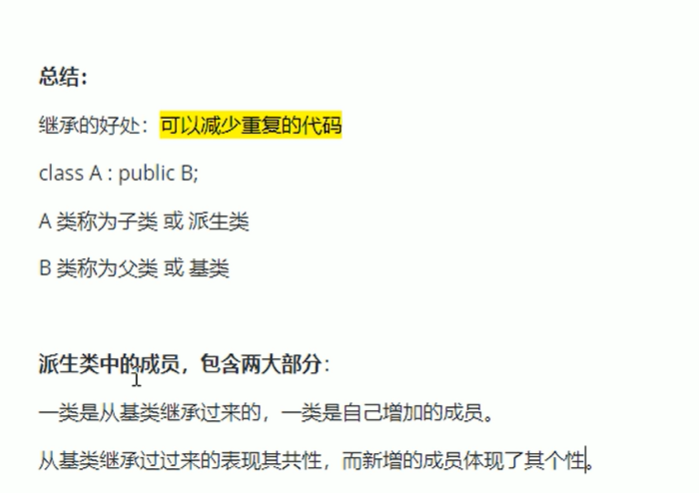 总结：
继承的好处：可以减少重复的代码
class A : public B;
A 类称为子类 或 派生类
B 类称为父类 或 基类
派生类中的成员，包含两大部分：
一类是从基类继承过来的，一类是自己增加的成员。
从基类继承过过来的表现其共性，而新增的成员体现了其个性。